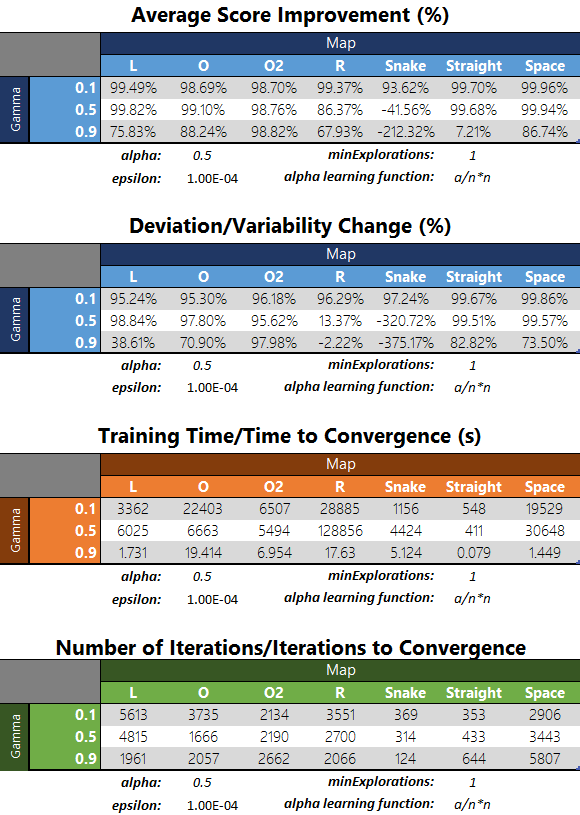 Average Score Improvement (%)
Map
L O O2 R Snake Straight Space
Gamma
0.1 99.49% 98.69% 98.70% 99.37% 93.62% 99.70% 99.96%
0.5 99.82% 99.10% 98.76% 86.37% -41.56% 99.68% 99.94%
0.9 75.83% 88.24% 98.82% 67.93% -212.32% 7.21% 86.74%
alpha: 0.5 minExplorations: 1
epsilon: 1.00E-04 alpha learning function: a/n*n
Deviation/Variability Change (%)
Map
L O O2 R Snake Straight Space
Gamma
0.1 95.24% 95.30% 96.18% 96.29% 97.24% 99.67% 99.86%
0.5 98.84% 97.80% 95.62% 13.37% -320.72% 99.51% 99.57%
0.9 38.61% 70.90% 97.98% -2.22% -375.17% 82.82% 73.50%
alpha: 0.5 minExplorations: 1
epsilon: 1.00E-04 alpha learning function: a/n*n
Training Time/Time to Convergence (s)
Map
L O O2 R Snake Straight Space
Gamma
0.1 3362 22403 6507 28885 1156 548 19529
0.5 6025 6663 5494 128856 4424 411 30648
0.9 1.731 19.414 6.954 17.63 5.124 0.079 1.449
alpha: 0.5 minExplorations: 1
epsilon: 1.00E-04 alpha learning function: a/n*n
Number of Iterations/Iterations to Convergence
Map
L O O2 R Snake Straight Space
Gamma
0.1 5613 3735 2134 3551 369 353 2906
0.5 4815 1666 2190 2700 314 433 3443
0.9 1961 2057 2662 2066 124 644 5807
alpha: 0.5 minExplorations: 1
epsilon: 1.00E-04 alpha learning function: a/n*n